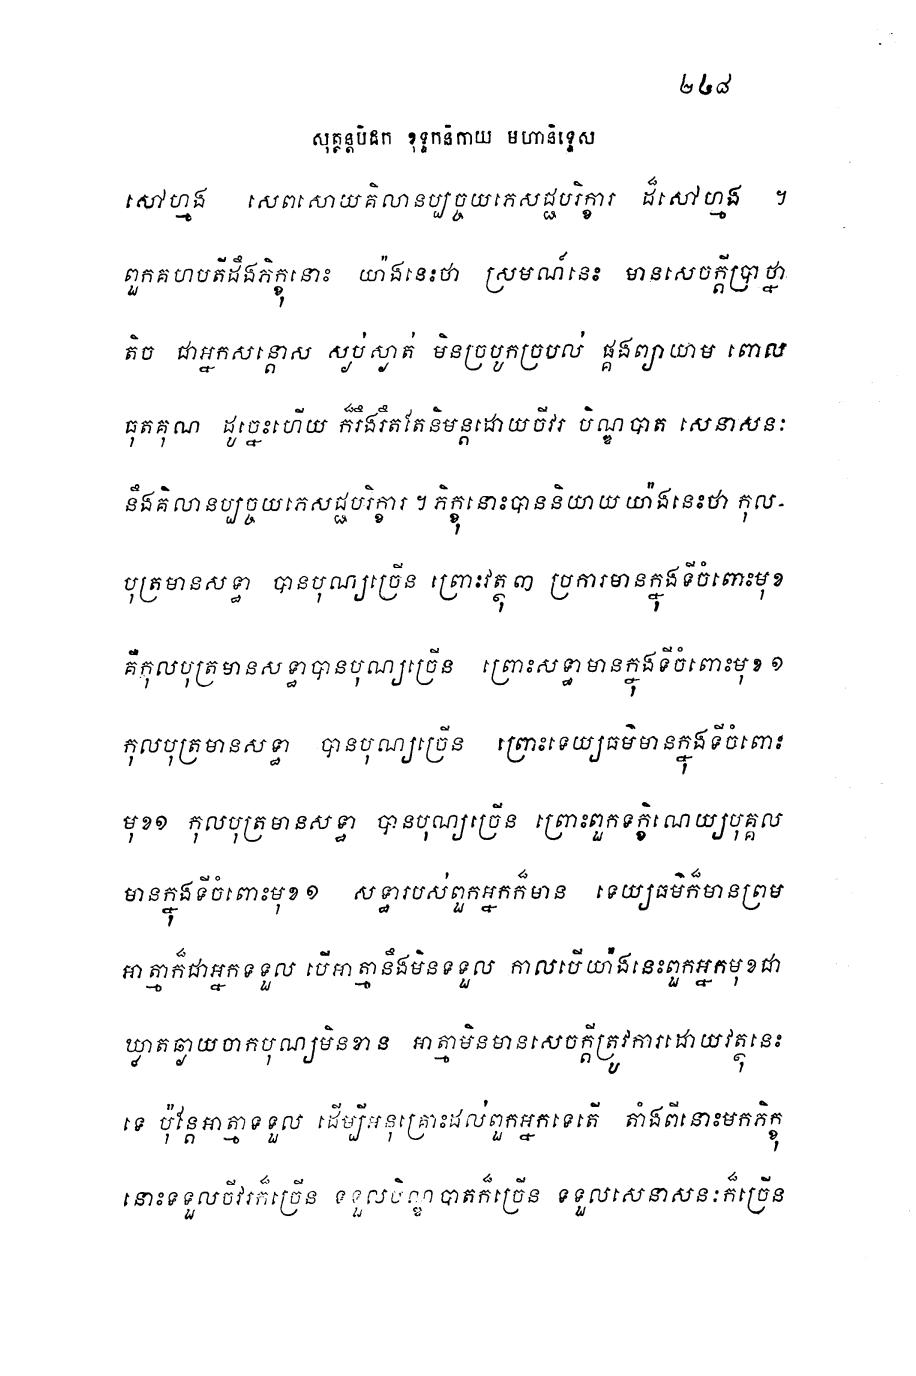 ២៤៨
សុត្តន្តបិដក ខុទ្ទកនិកាយ មហានិទ្ទេស
សៅហ្មង សេពសោយគិលានប្បច្ចយភេសជ្ជបរិក្ខារ ដ៏សៅហ្មង ។
ពួកគហបតីដឹងភិក្ខុនោះ យ៉ាងនេះថា ស្រមណ៍នេះ មានសេចក្តីប្រាថ្នា
តិច ជាអ្នកសន្តោស ស្ងប់ស្ងាត់ មិនច្របូកច្របល់ ផ្គងព្យាយាម ពោល
ធុតគុណ ដូច្នេះហើយ ក៏រឹងរឹតតែនិមន្តដោយចីវរ បិណ្ឌបាត សេនាសនៈ
នឹងគិលានប្បច្ចយភេសជ្ជបរិក្ខារ ។ ភិក្ខុនោះបាននិយាយយ៉ាងនេះថា កុល-
បុត្រមានសទ្ធា បានបុណ្យច្រើន ព្រោះវត្ថុ ៣ ប្រការមានក្នុងទីចំពោះមុខ
គឺកុលបុត្រមានសទ្ធាបានបុណ្យច្រើន ព្រោះសទ្ធាមានក្នុងទីចំពោះមុខ ១
កុលបុត្រមានសទ្ធា បានបុណ្យច្រើន ព្រោះទេយ្យធម៌មានក្នុងទីចំពោះ
មុខ១ កុលបុត្រមានសទ្ធា បានបុណ្យច្រើន ព្រោះពួកទក្ខិណេយ្យបុគ្គល
មានក្នុងទីចំពោះមុខ ១ សទ្ធារបស់ពួកអ្នកក៏មាន ទេយ្យធម៌ក៏មានព្រម
អាត្មាក៏ជាអ្នកទទួល បើអាត្មានឹងមិនទទួល កាលបើយ៉ាងនេះពួកអ្នកមុខជា
ឃ្លាតឆ្ងាយចាកបុណ្យមិនខាន អាត្មាមិនមានសេចក្តីត្រូវការដោយវត្ថុនេះ
ទេ ប៉ុន្តែអាត្មាទទួល ដើម្បីអនុគ្រោះដល់ពួកអ្នកទេតើ តាំងពីនោះមកភិក្ខុ
នោះទទួលចីវរក៏ច្រើន ទទួលបិណ្ឌបាតក៏ច្រើន ទទួលសេនាសនៈក៏ច្រើន